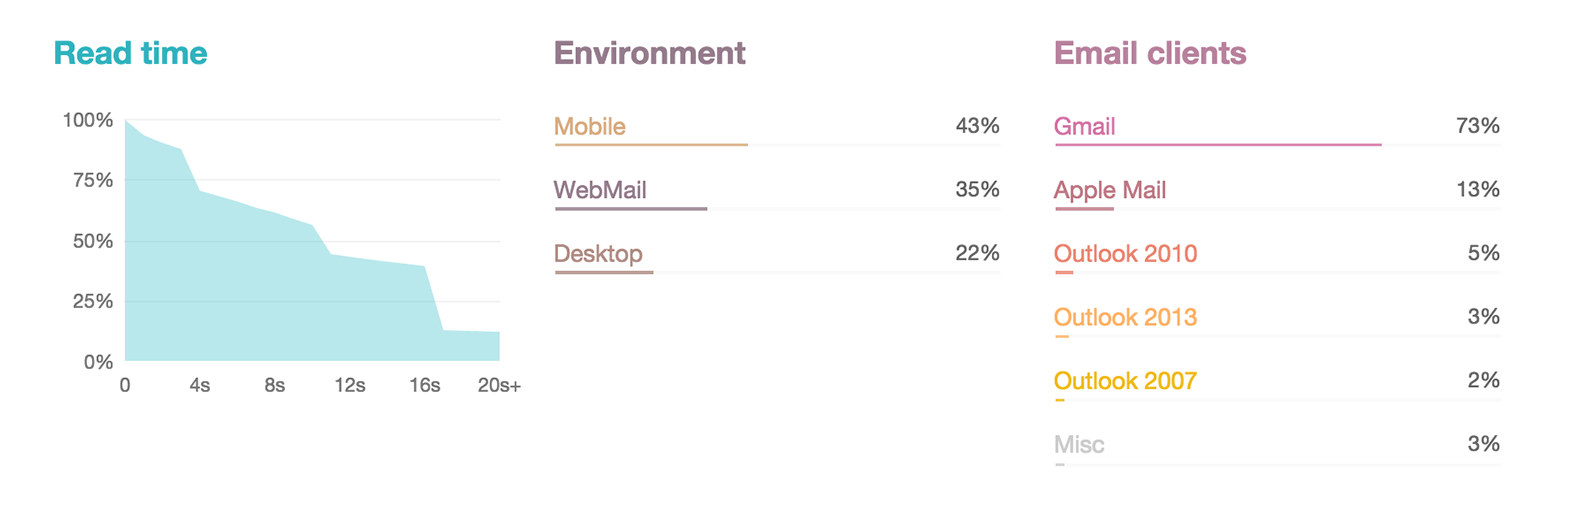 Read time
100%
75%
50%
25%
0%
0 4s 8s 12s 16s 20s+
Environment
Mobile 43%
WebMail 35%
Desktop 22%
Email clients
Gmail 73%
Apple Mail 13%
Outlook 2010 5%
Outlook 2013 3%
Outlook 2007 2%
Misc 3%